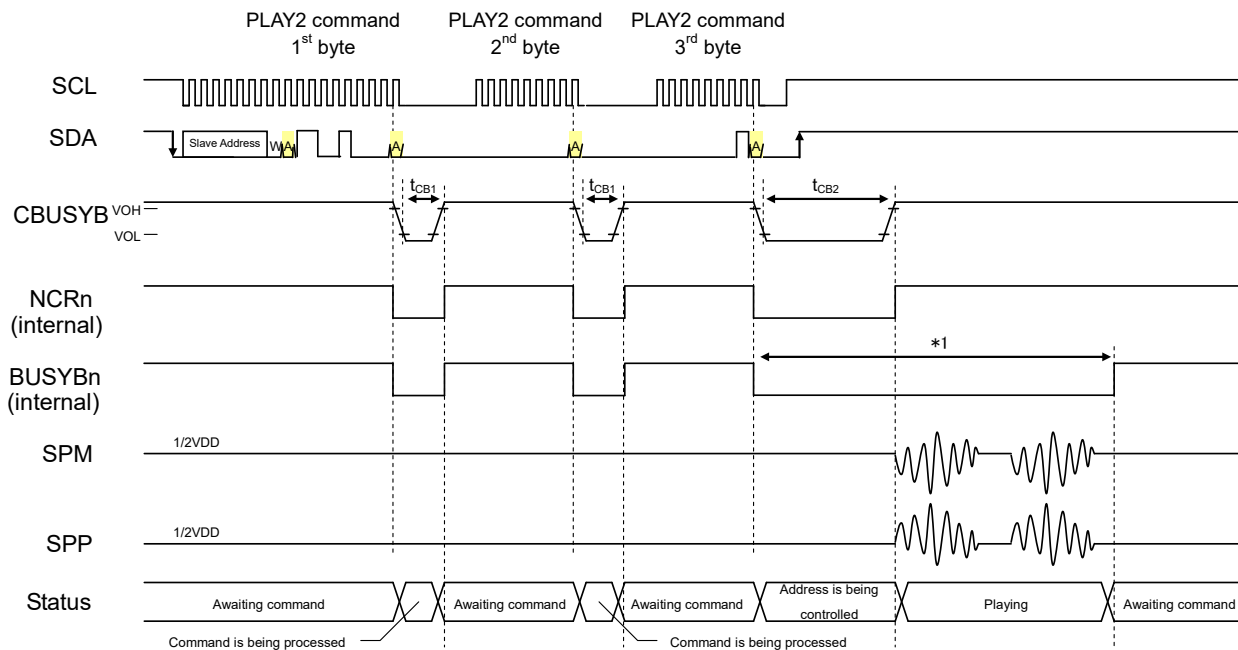 PLAY2 command PLAY2 command PLAY2 command
1st byte 2nd byte 3rd byte
SCL
SDA Slave Address W A A A A
tCB1 tCB1 tCB2
CBUSYB VOH
VOL
NCRn
(internal)
*1
BUSYBn
(internal)
1/2VDD
SPM
1/2VDD
SPP
Status Awaiting command Awaiting command Awaiting command Address is being controlled Playing Awaiting command
Command is being processed Command is being processed